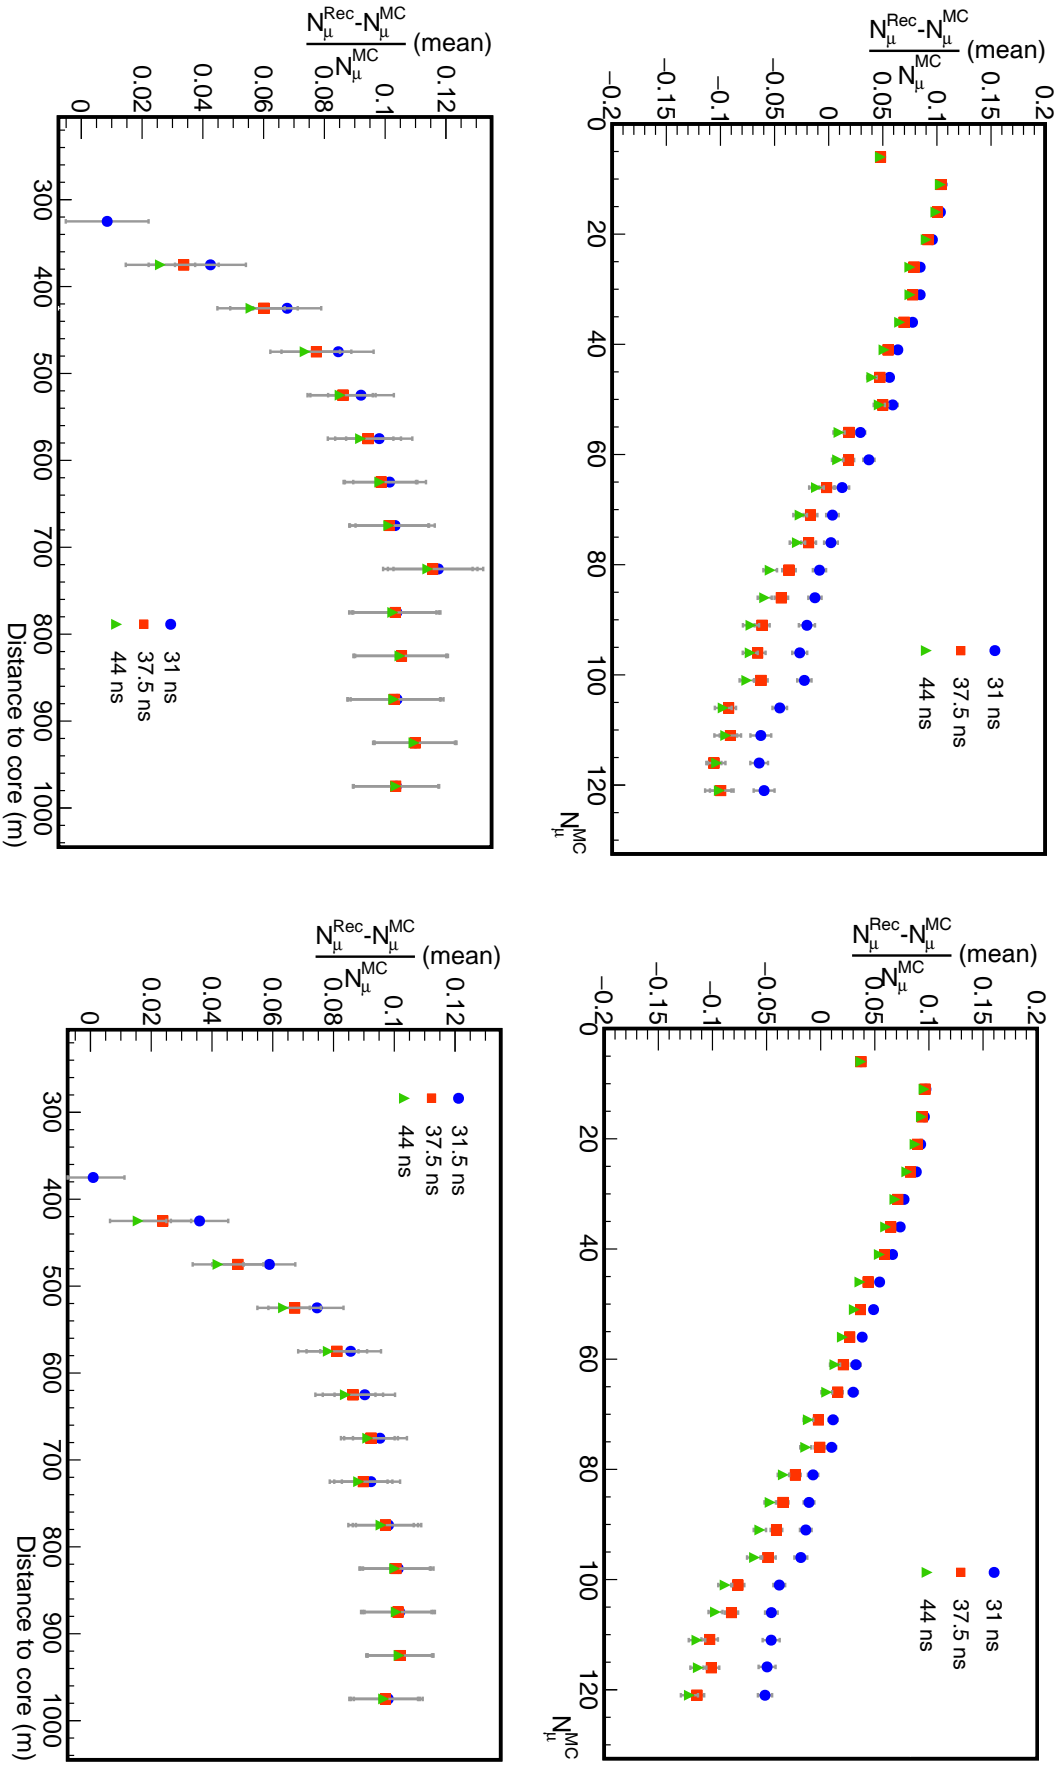 N_μ^Rec-N_μ^MC
N_μ^MC
(mean)
0.2
0.15
0.1
0.05
0
−0.05
−0.1
−0.15
−0.2
31 ns
37.5 ns
44 ns
0 20 40 60 80 100 120
N_μ^MC
N_μ^Rec-N_μ^MC
N_μ^MC
(mean)
0.2
0.15
0.1
0.05
0
−0.05
−0.1
−0.15
−0.2
31 ns
37.5 ns
44 ns
0 20 40 60 80 100 120
N_μ^MC
N_μ^Rec-N_μ^MC
N_μ^MC
(mean)
0.12
0.1
0.08
0.06
0.04
0.02
0
31 ns
37.5 ns
44 ns
300 400 500 600 700 800 900 1000
Distance to core (m)
N_μ^Rec-N_μ^MC
N_μ^MC
(mean)
0.12
0.1
0.08
0.06
0.04
0.02
0
31.5 ns
37.5 ns
44 ns
300 400 500 600 700 800 900 1000
Distance to core (m)